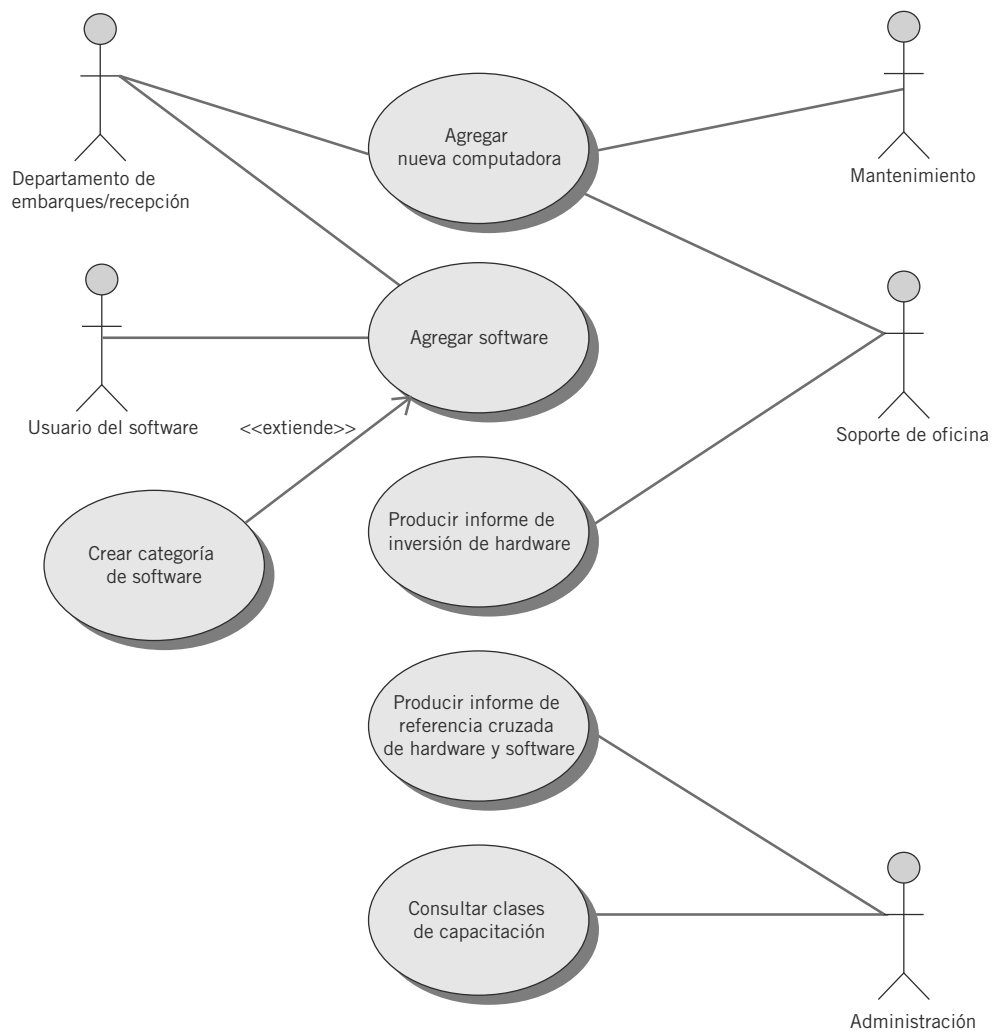 Agregar
nueva computadora
Departamento de
embarques/recepción
Mantenimiento
Agregar software
Usuario del software
<<extiende>>
Soporte de oficina
Producir informe de
inversión de hardware
Crear categoría
de software
Producir informe de
referencia cruzada
de hardware y software
Consultar clases
de capacitación
Administración